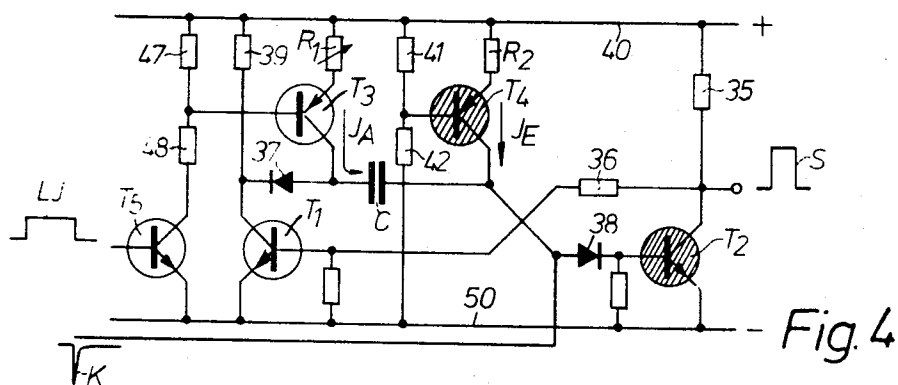 47 39 R1 41 R2 40 +
T3 T4 35
JA JE
48 37 42 36 S
LJ T5 T1 C 38 T2
50 -
K Fig. 4